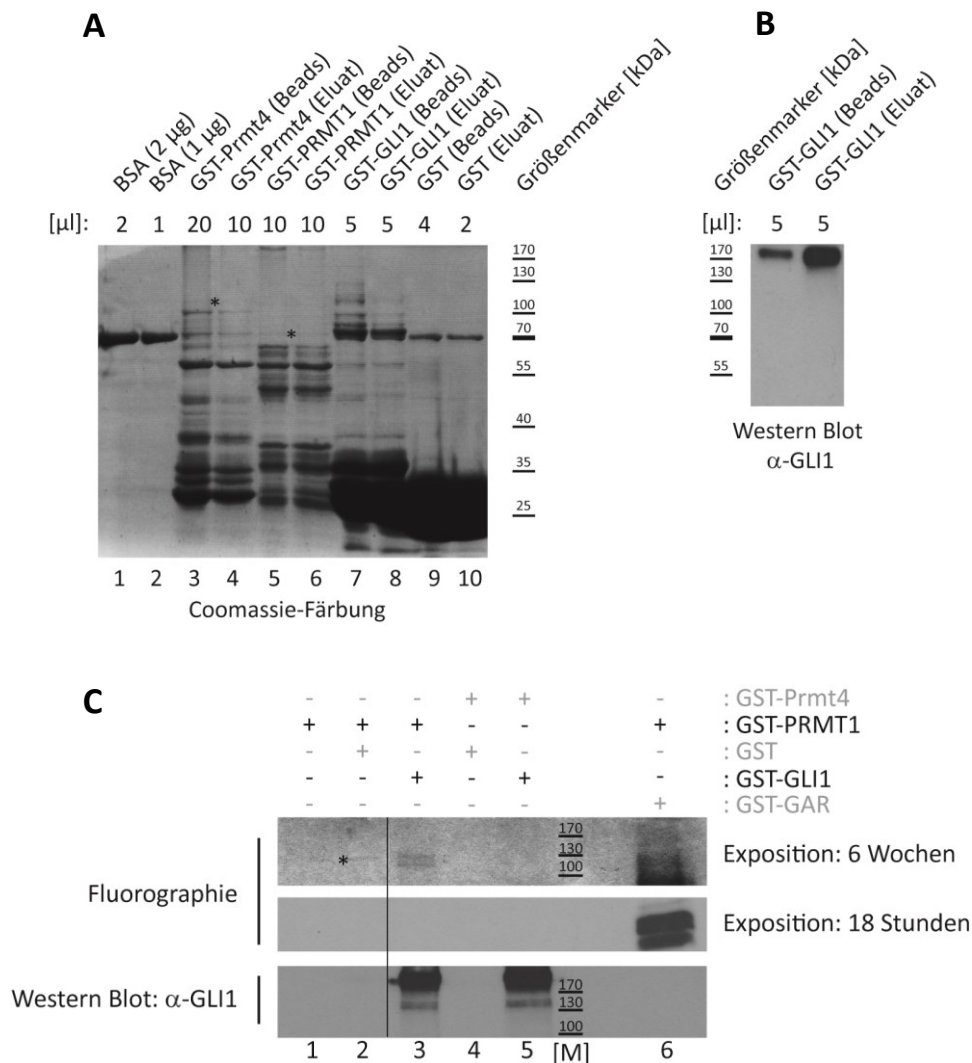 A
BSA (2 µg)
BSA (1 µg)
GST-Prmt4 (Beads)
GST-Prmt4 (Eluat)
GST-PRMT1 (Beads)
GST-PRMT1 (Eluat)
GST-GLI1 (Beads)
GST-GLI1 (Eluat)
GST (Beads)
GST (Eluat)
Größenmarker [kDa]
[µl]: 2 1 20 10 10 10 5 5 4 2
170
130
100
70
55
40
35
25
*
*
1 2 3 4 5 6 7 8 9 10
Coomassie-Färbung
B
Größenmarker [kDa]
GST-GLI1 (Beads)
GST-GLI1 (Eluat)
[µl]: 5 5
170
130
100
70
55
Western Blot
α-GLI1
C
- - - + + - : GST-Prmt4
+ + + - - + : GST-PRMT1
- + - + - - : GST
- - + - + - : GST-GLI1
- - - - - + : GST-GAR
Fluorographie
*
170
130
100
Exposition: 6 Wochen
Exposition: 18 Stunden
Western Blot: α-GLI1
170
130
100
1 2 3 4 5 [M] 6